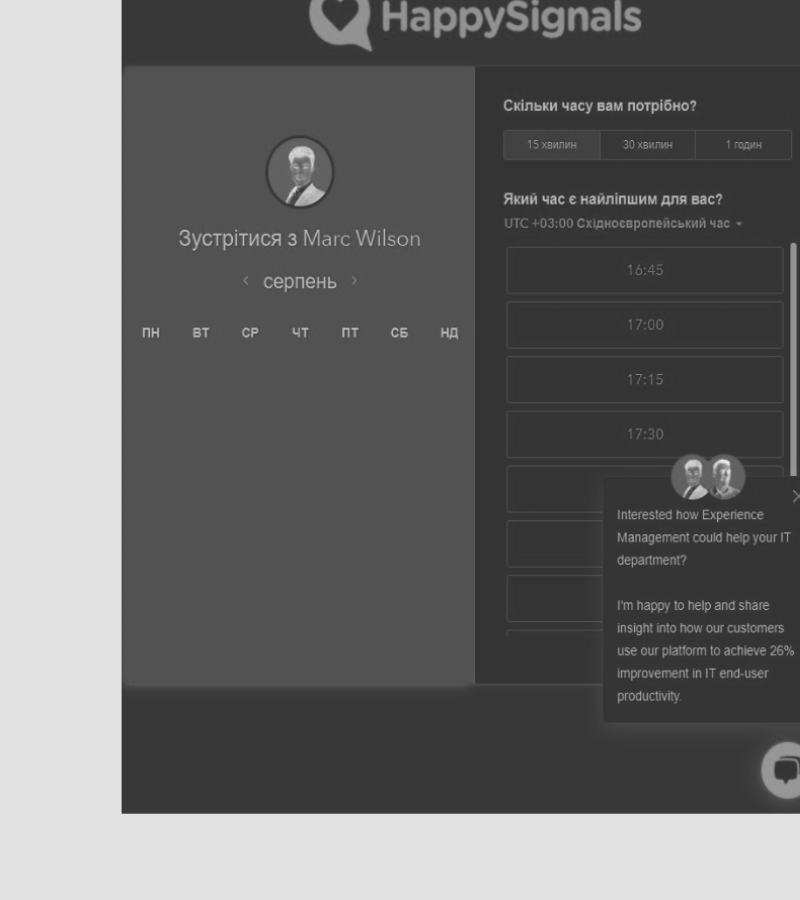 HappySignals
Зустрітися з Marc Wilson
серпень
ПН ВТ СР ЧТ ПТ СБ НД
Скільки часу вам потрібно?
15 хвилин 30 хвилин 1 годин
Який час є найліпшим для вас?
UTC +03:00 Східноєвропейський час
16:45
17:00
17:15
17:30
Interested how Experience
Management could help your IT
department?
I'm happy to help and share
insight into how our customers
use our platform to achieve 26%
improvement in IT end-user
productivity.